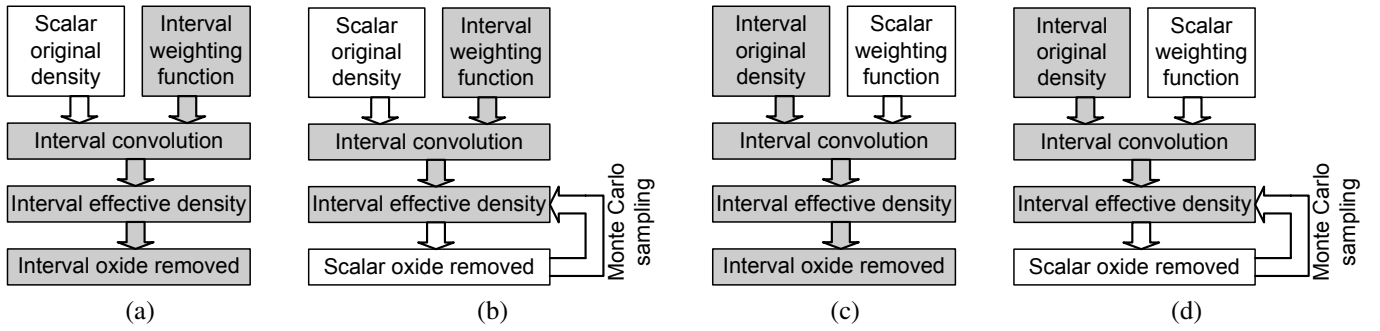 Scalar
original
density
Interval
weighting
function
Interval convolution
Interval effective density
Interval oxide removed
(a)
Scalar
original
density
Interval
weighting
function
Interval convolution
Interval effective density
Scalar oxide removed
Monte Carlo
sampling
(b)
Interval
original
density
Scalar
weighting
function
Interval convolution
Interval effective density
Interval oxide removed
(c)
Interval
original
density
Scalar
weighting
function
Interval convolution
Interval effective density
Scalar oxide removed
Monte Carlo
sampling
(d)